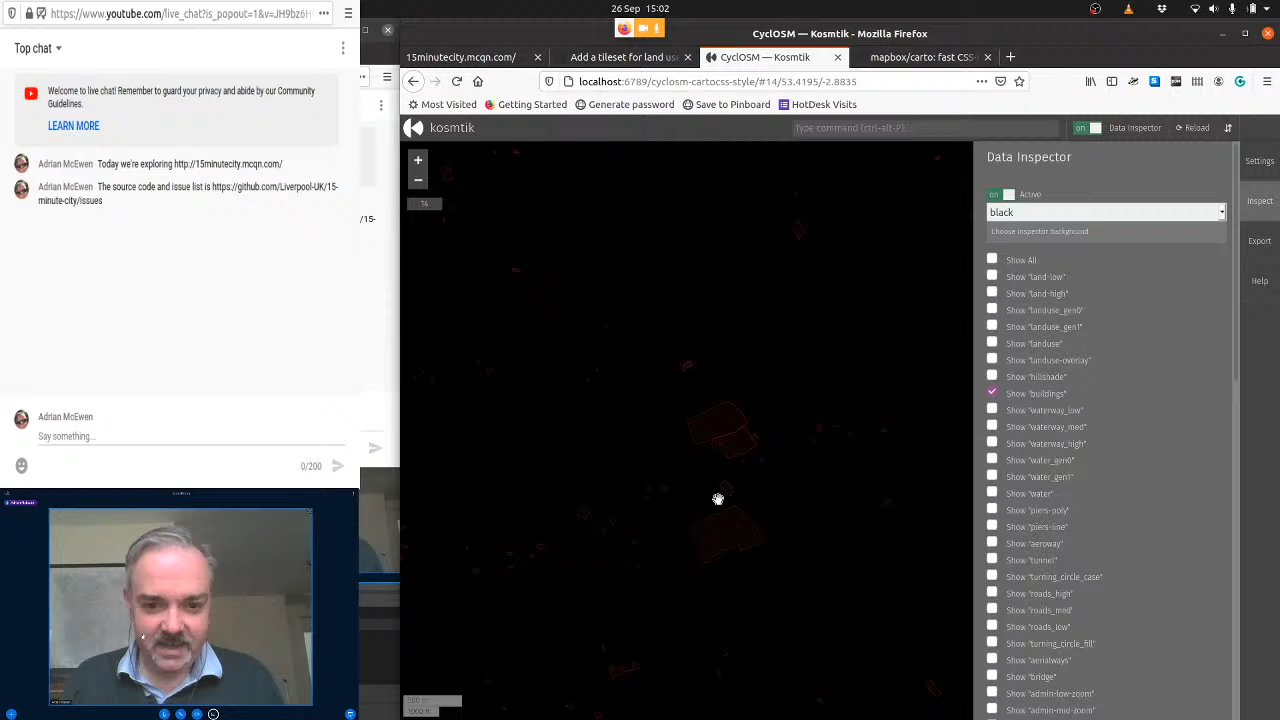 https://www.youtube.com/live_chat?is_popout=1&v=JH9bz6H
Top chat
Welcome to live chat! Remember to guard your privacy and abide by our Community
Guidelines.
LEARN MORE
Adrian McEwen Today we're exploring http://15minutecity.mcqn.com/
Adrian McEwen The source code and issue list is https://github.com/Liverpool-UK/15-
minute-city/issues
Adrian McEwen
Say something...
0/200
/15-
26 Sep 15:02
CyclOSM — Kosmtik - Mozilla Firefox
15minutecity.mcqn.com/
Add a tileset for land use
CyclOSM — Kosmtik
mapbox/carto: fast CSS-
localhost:6789/cyclosm-cartocss-style/#14/53.4195/-2.8835
Most Visited
Getting Started
Generate password
Save to Pinboard
HotDesk Visits
kosmtik
Type command (ctrl-alt-P)...
on
Data Inspector
Reload
+
−
14
500 m
1000 ft
Data Inspector
on
Active
black
Choose inspector background
Show All
Show "land-low"
Show "land-high"
Show "landuse_gen0"
Show "landuse_gen1"
Show "landuse"
Show "landuse-overlay"
Show "hillshade"
Show "buildings"
Show "waterway_low"
Show "waterway_med"
Show "waterway_high"
Show "water_gen0"
Show "water_gen1"
Show "water"
Show "piers-poly"
Show "piers-line"
Show "aeroway"
Show "tunnel"
Show "turning_circle_case"
Show "roads_high"
Show "roads_med"
Show "roads_low"
Show "turning_circle_fill"
Show "aerialways"
Show "bridge"
Show "admin-low-zoom"
Show "admin-mid-zoom"
Settings
Inspect
Export
Help